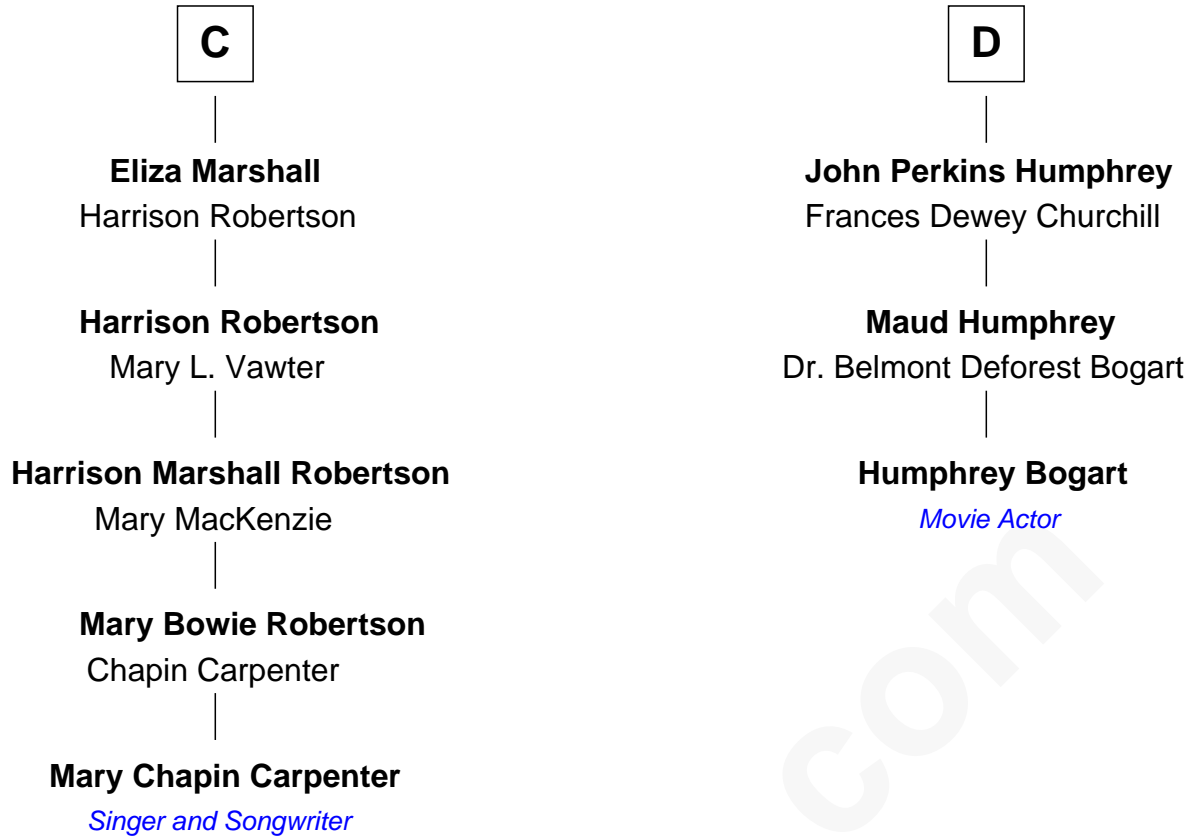 C
Eliza Marshall
Harrison Robertson
Harrison Robertson
Mary L. Vawter
Harrison Marshall Robertson
Mary MacKenzie
Mary Bowie Robertson
Chapin Carpenter
Mary Chapin Carpenter
Singer and Songwriter
D
John Perkins Humphrey
Frances Dewey Churchill
Maud Humphrey
Dr. Belmont Deforest Bogart
Humphrey Bogart
Movie Actor
com